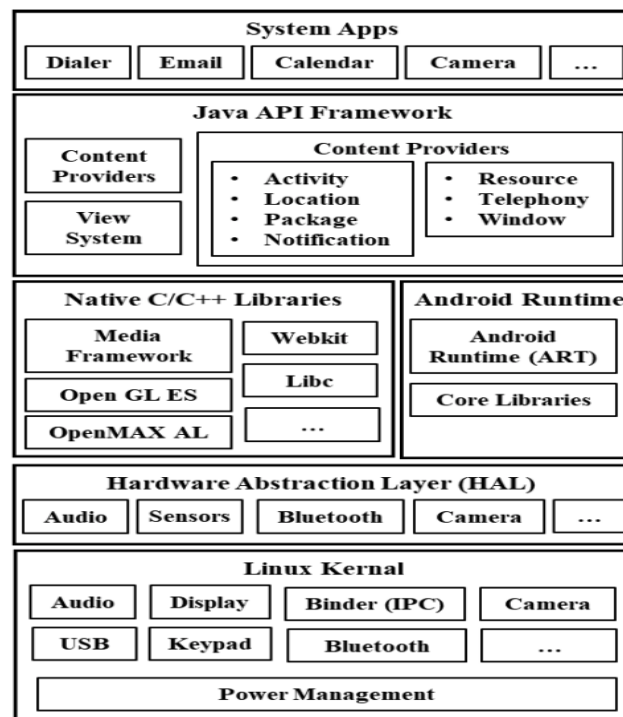 System Apps
Dialer Email Calendar Camera ...
Java API Framework
Content
Providers
View
System
Content Providers
• Activity
• Location
• Package
• Notification
• Resource
• Telephony
• Window
Native C/C++ Libraries
Media
Framework
Open GL ES
OpenMAX AL
Webkit
Libc
...
Android Runtime
Android
Runtime (ART)
Core Libraries
Hardware Abstraction Layer (HAL)
Audio Sensors Bluetooth Camera ...
Linux Kernal
Audio Display Binder (IPC) Camera
USB Keypad Bluetooth ...
Power Management